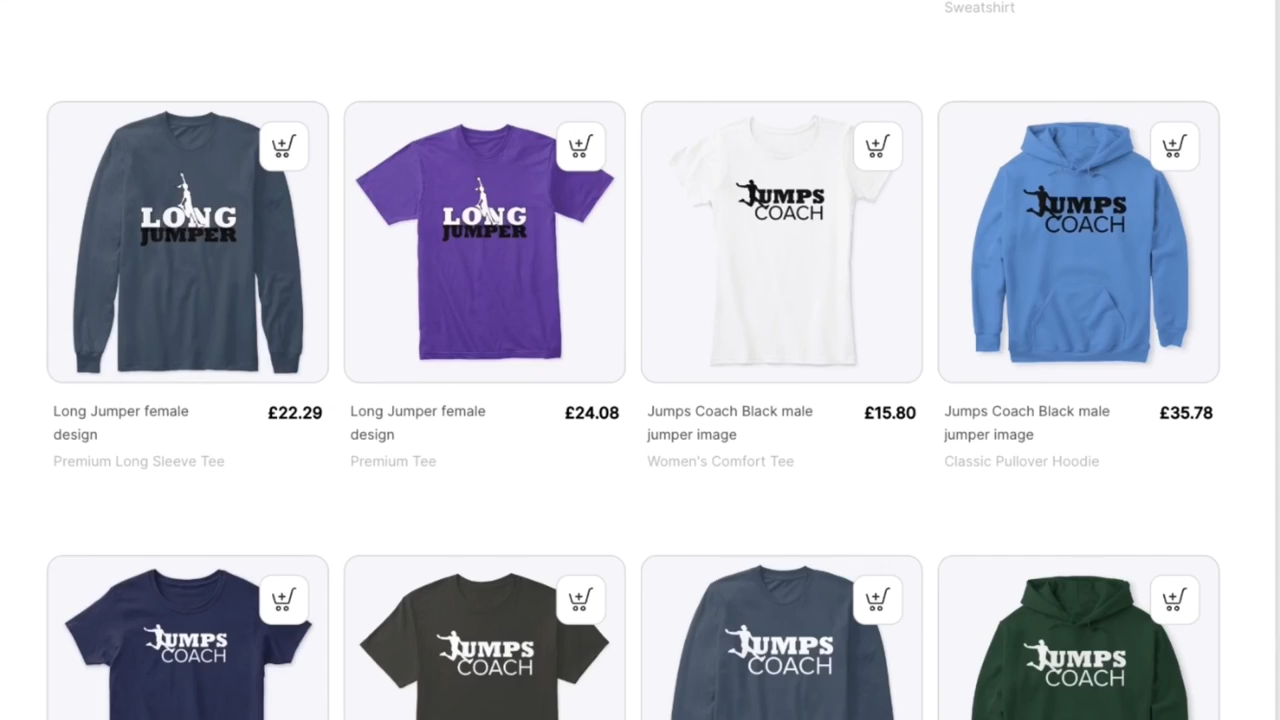 Sweatshirt
LONG
JUMPER
LONG
JUMPER
JUMPS
COACH
JUMPS
COACH
Long Jumper female
design
£22.29
Premium Long Sleeve Tee
Long Jumper female
design
£24.08
Premium Tee
Jumps Coach Black male
jumper image
£15.80
Women's Comfort Tee
Jumps Coach Black male
jumper image
£35.78
Classic Pullover Hoodie
JUMPS
COACH
JUMPS
COACH
JUMPS
COACH
JUMPS
COACH